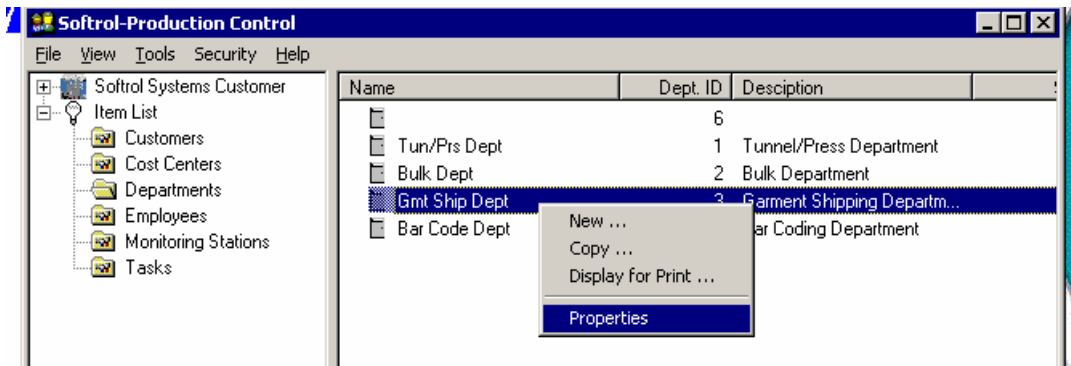 Softrol-Production Control
File View Tools Security Help
Softrol Systems Customer
Item List
Customers
Cost Centers
Departments
Employees
Monitoring Stations
Tasks
Name Dept. ID Desciption
6
Tun/Prs Dept 1 Tunnel/Press Department
Bulk Dept 2 Bulk Department
Gmt Ship Dept 3 Garment Shipping Departm...
Bar Code Dept ar Coding Department
New ...
Copy ...
Display for Print ...
Properties